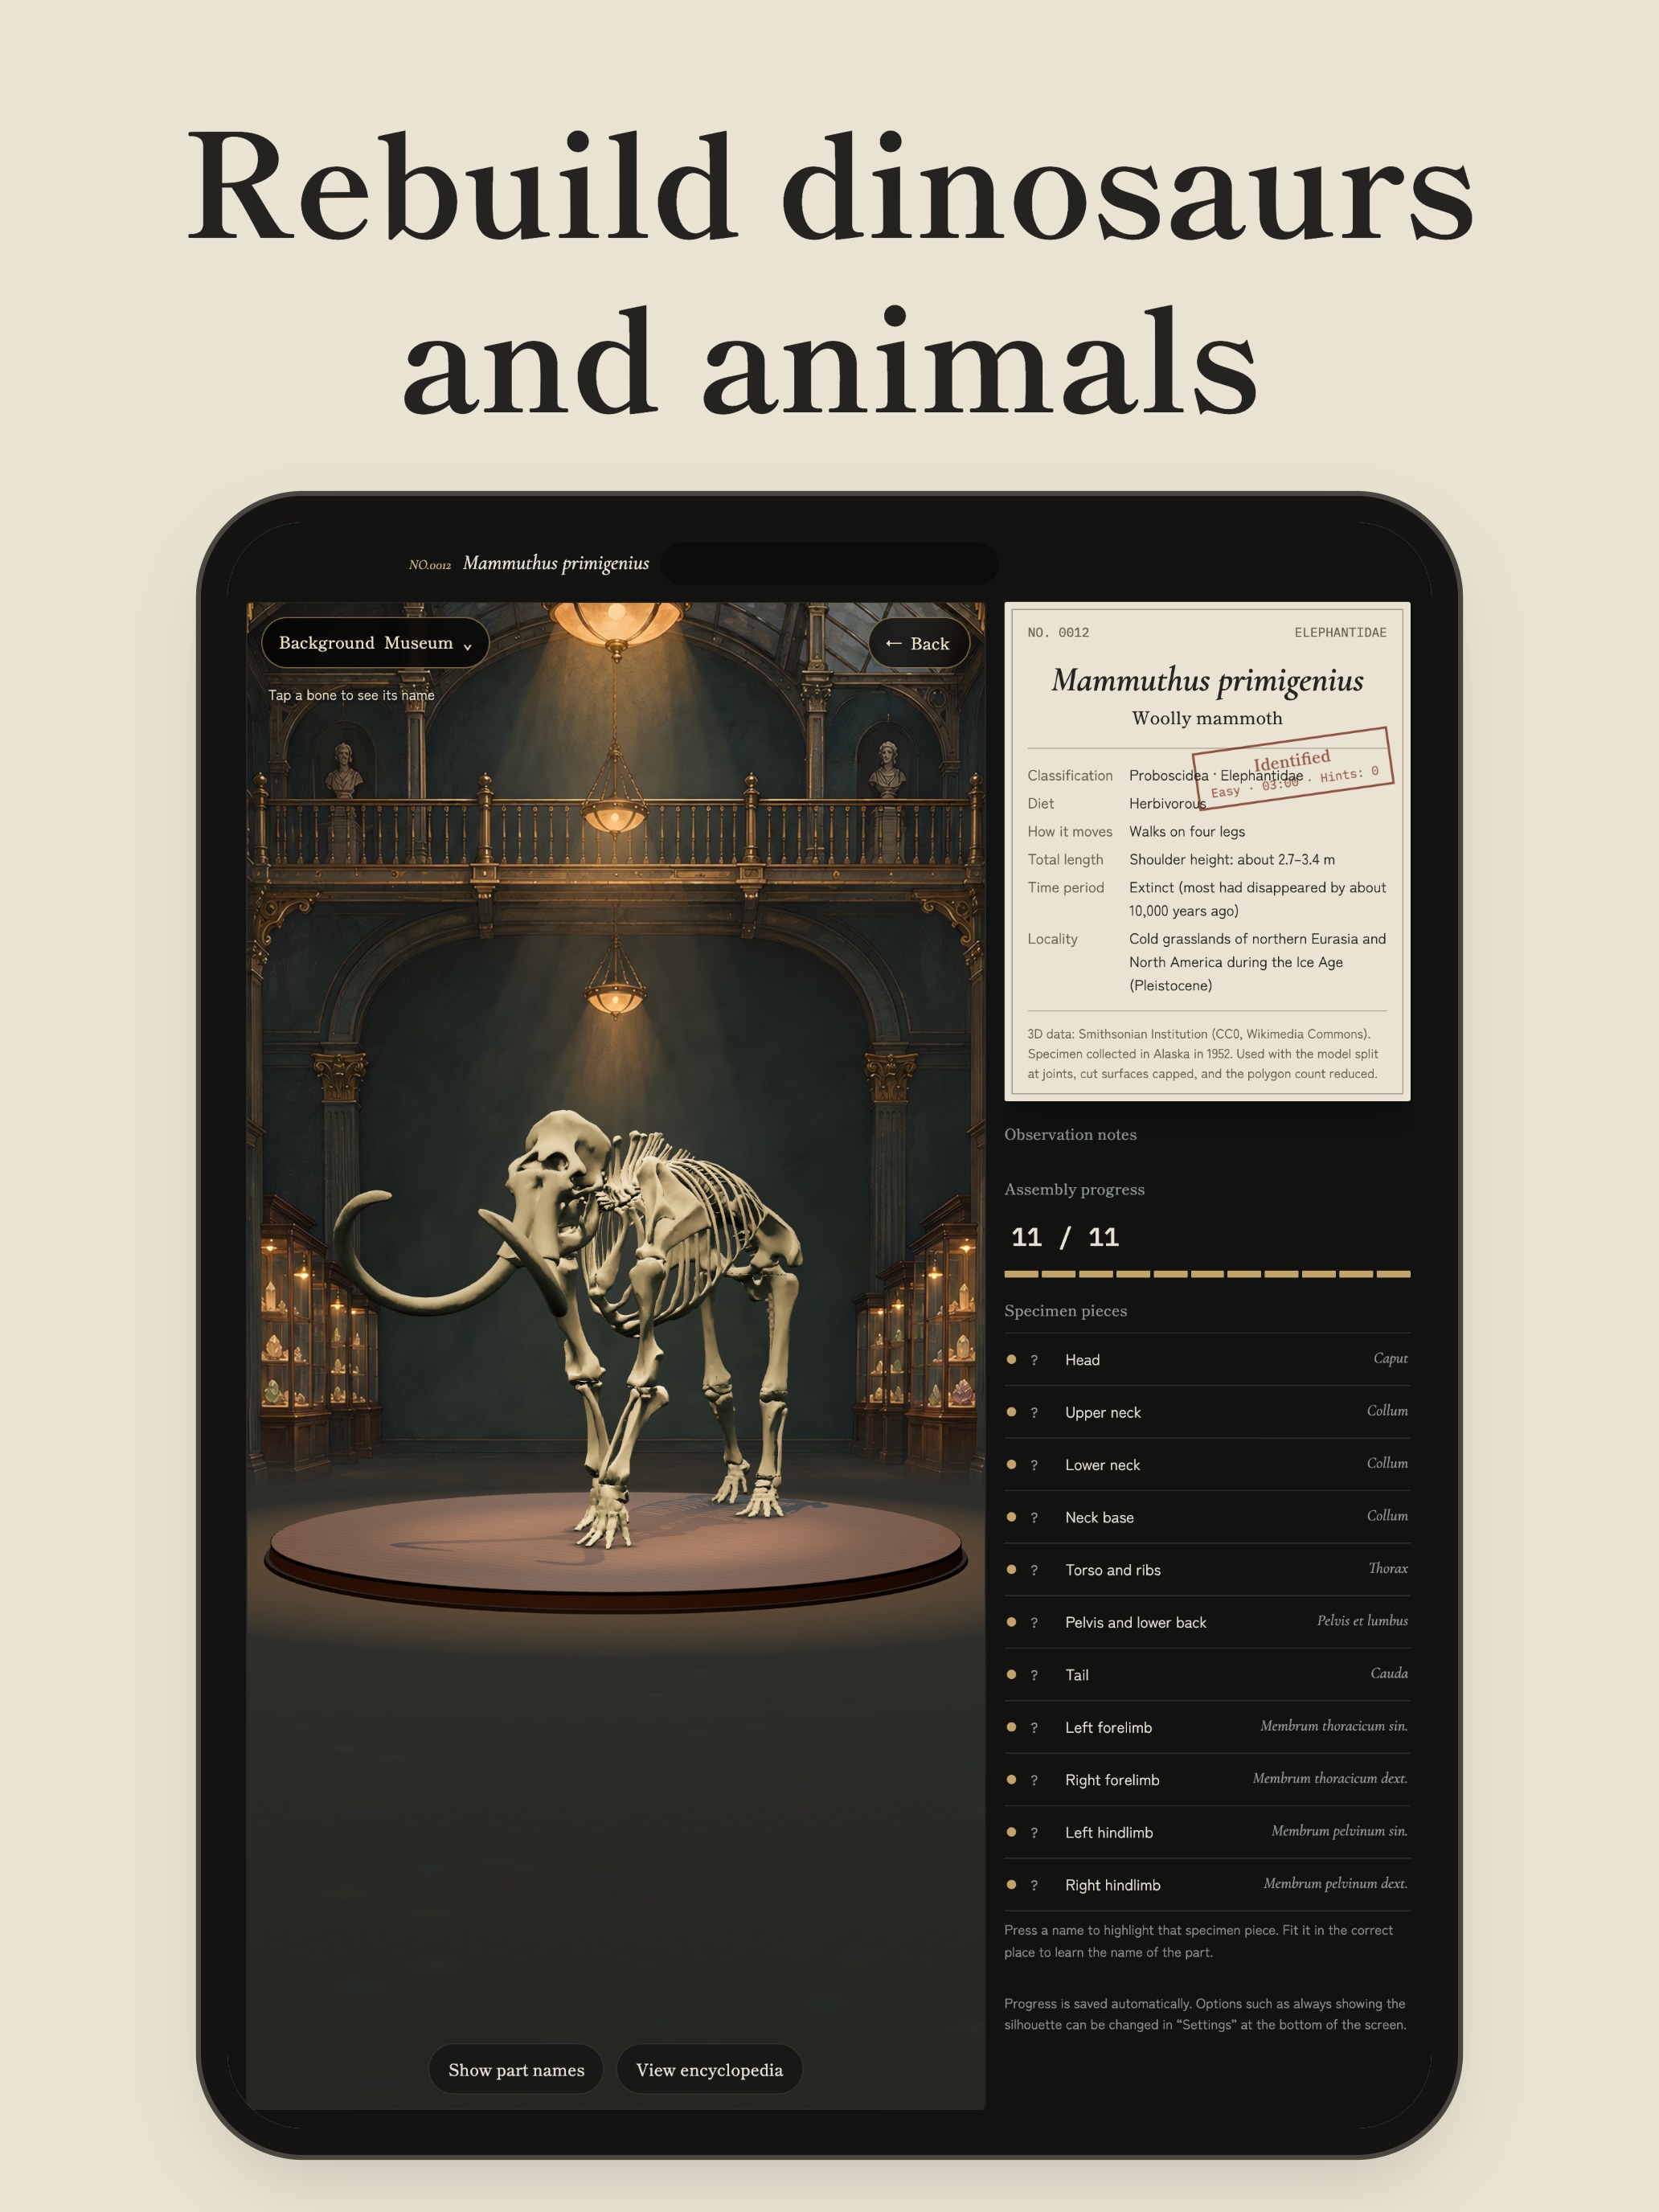 Rebuild dinosaurs
and animals
NO.0012 Mammuthus primigenius
Background Museum
← Back
Tap a bone to see its name
NO. 0012 ELEPHANTIDAE
Mammuthus primigenius
Woolly mammoth
Identified
Easy · 03:00 · Hints: 0
Classification Proboscidea · Elephantidae
Diet Herbivorous
How it moves Walks on four legs
Total length Shoulder height: about 2.7–3.4 m
Time period Extinct (most had disappeared by about
10,000 years ago)
Locality Cold grasslands of northern Eurasia and
North America during the Ice Age
(Pleistocene)
3D data: Smithsonian Institution (CC0, Wikimedia Commons).
Specimen collected in Alaska in 1952. Used with the model split
at joints, cut surfaces capped, and the polygon count reduced.
Observation notes
Assembly progress
11 / 11
Specimen pieces
? Head Caput
? Upper neck Collum
? Lower neck Collum
? Neck base Collum
? Torso and ribs Thorax
? Pelvis and lower back Pelvis et lumbus
? Tail Cauda
? Left forelimb Membrum thoracicum sin.
? Right forelimb Membrum thoracicum dext.
? Left hindlimb Membrum pelvinum sin.
? Right hindlimb Membrum pelvinum dext.
Press a name to highlight that specimen piece. Fit it in the correct
place to learn the name of the part.
Progress is saved automatically. Options such as always showing the
silhouette can be changed in “Settings” at the bottom of the screen.
Show part names
View encyclopedia